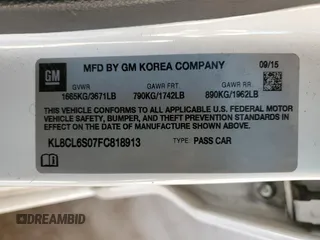 MFD BY GM KOREA COMPANY 09/15
GM
GVWR GAWR FRT GAWR RR
1665KG/3671LB 790KG/1742LB 890KG/1962LB
THIS VEHICLE CONFORMS TO ALL APPLICABLE U.S. FEDERAL MOTOR
VEHICLE SAFETY, BUMPER, AND THEFT PREVENTION STANDARDS
IN EFFECT ON THE DATE OF MANUFACTURE SHOWN ABOVE.
KL8CL6S07FC818913 TYPE: PASS CAR
DREAMBID